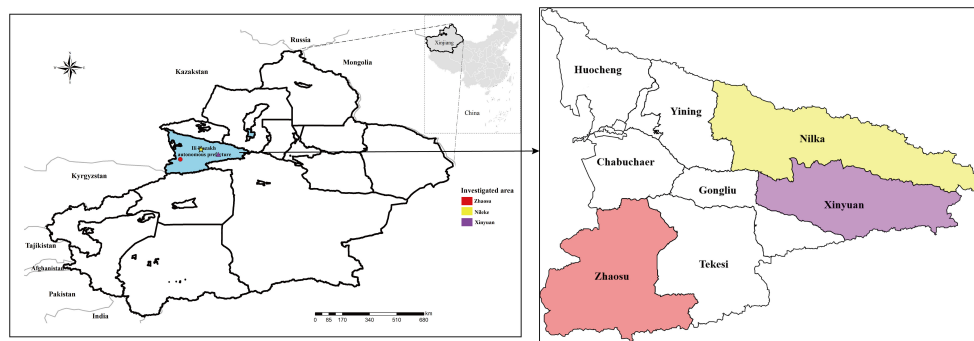 Russia
Kazakstan
Mongolia
Xinjiang
China
Ili Kazakh
autonomous prefecture
Kyrgyzstan
Investigated area
Zhaosu
Nileke
Xinyuan
Tajikistan
Afghanistan
Pakistan
India
km
0 85 170 340 510 680
Huocheng
Yining
Nilka
Chabuchaer
Gongliu
Xinyuan
Zhaosu
Tekesi